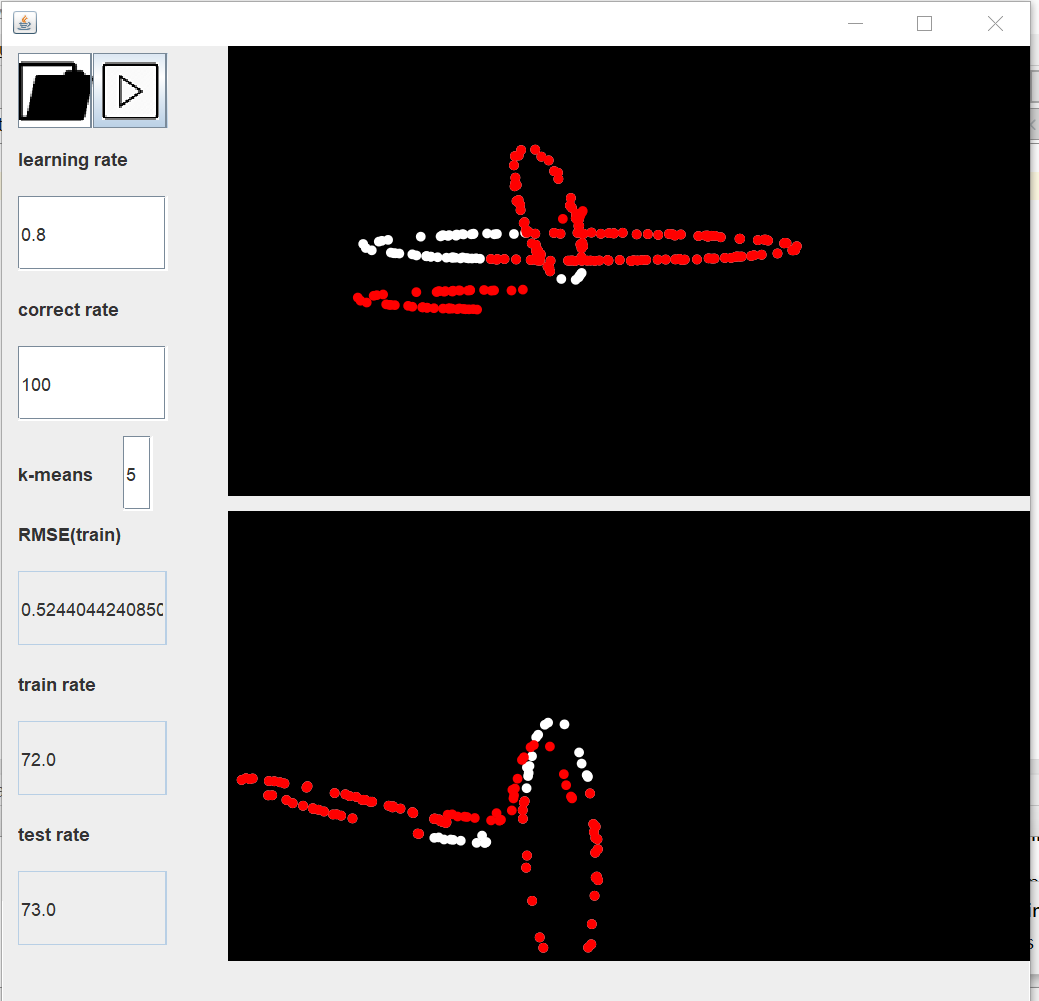 learning rate
0.8
correct rate
100
k-means 5
RMSE(train)
0.5244044240850
train rate
72.0
test rate
73.0